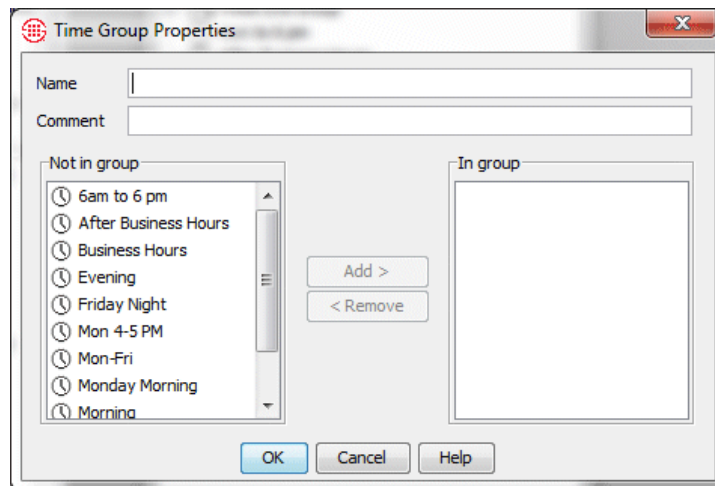 Time Group Properties
Name
Comment
Not in group
6am to 6 pm
After Business Hours
Business Hours
Evening
Friday Night
Mon 4-5 PM
Mon-Fri
Monday Morning
Morning
Add >
< Remove
In group
OK
Cancel
Help